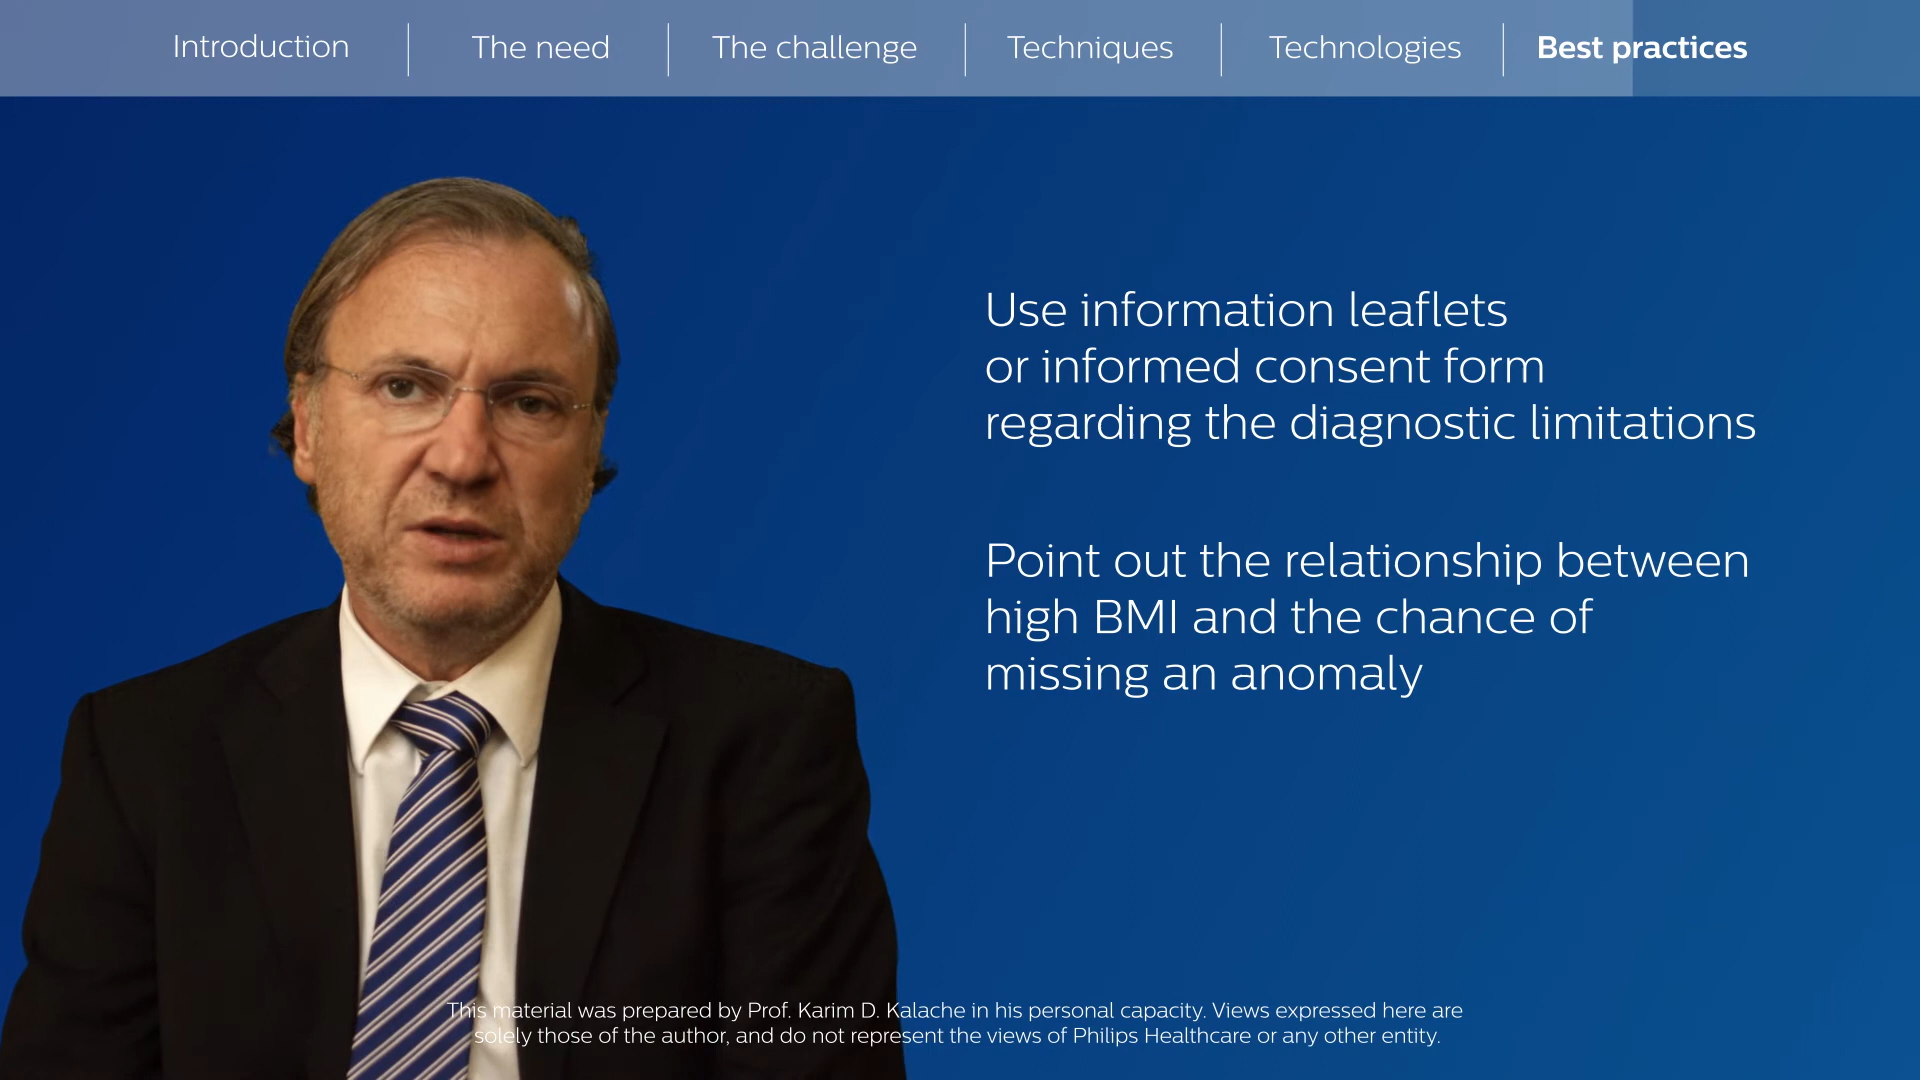 Introduction
The need
The challenge
Techniques
Technologies
Best practices
Use information leaflets
or informed consent form
regarding the diagnostic limitations
Point out the relationship between
high BMI and the chance of
missing an anomaly
This material was prepared by Prof. Karim D. Kalache in his personal capacity. Views expressed here are
solely those of the author, and do not represent the views of Philips Healthcare or any other entity.